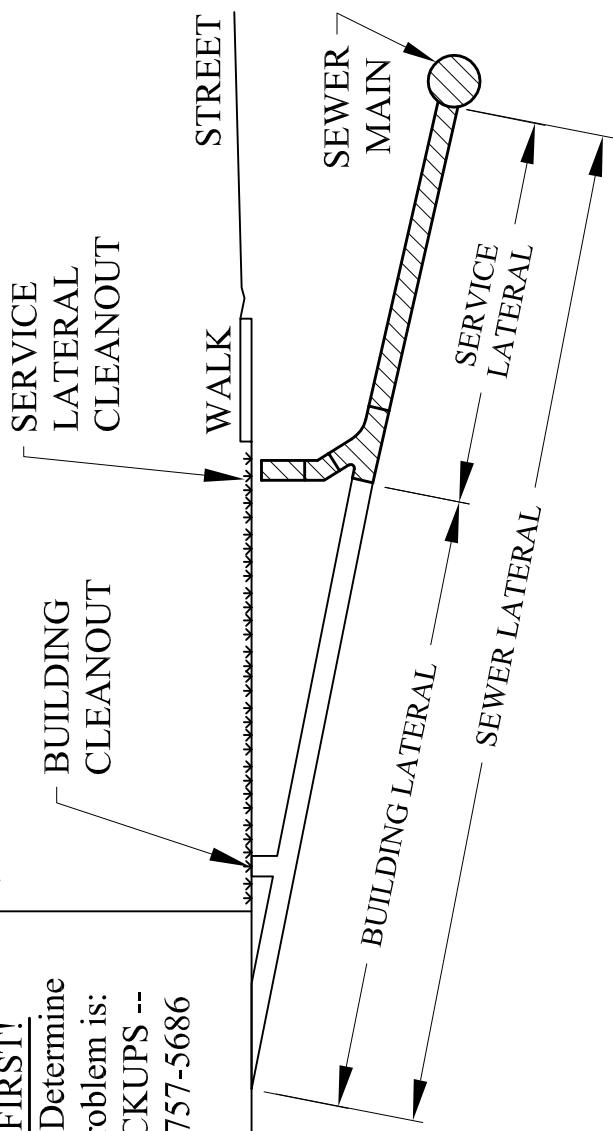 FIRST!
Determine
roblem is:
CKUPS --
757-5686
BUILDING
CLEANOUT
SERVICE
LATERAL
CLEANOUT
WALK
STREET
SEWER
MAIN
BUILDING LATERAL
SERVICE
LATERAL
SEWER LATERAL